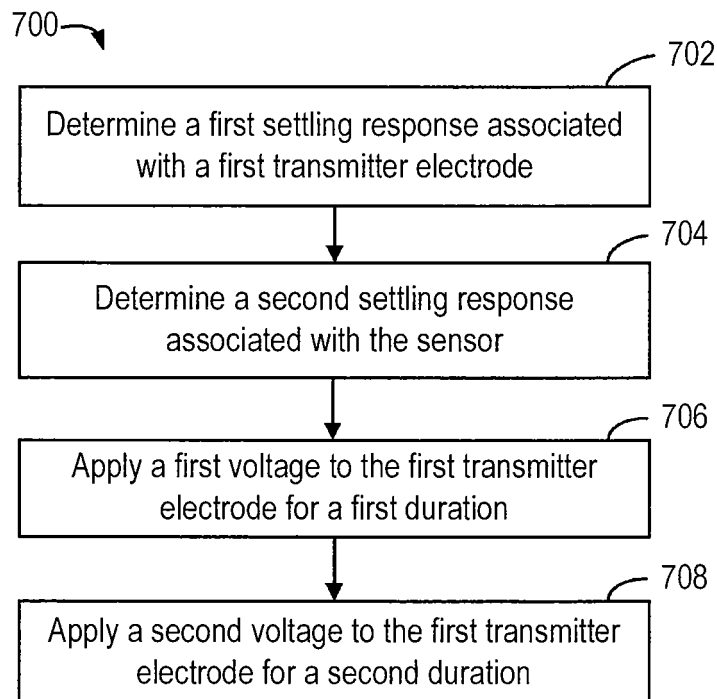 700
702
Determine a first settling response associated
with a first transmitter electrode
704
Determine a second settling response
associated with the sensor
706
Apply a first voltage to the first transmitter
electrode for a first duration
708
Apply a second voltage to the first transmitter
electrode for a second duration